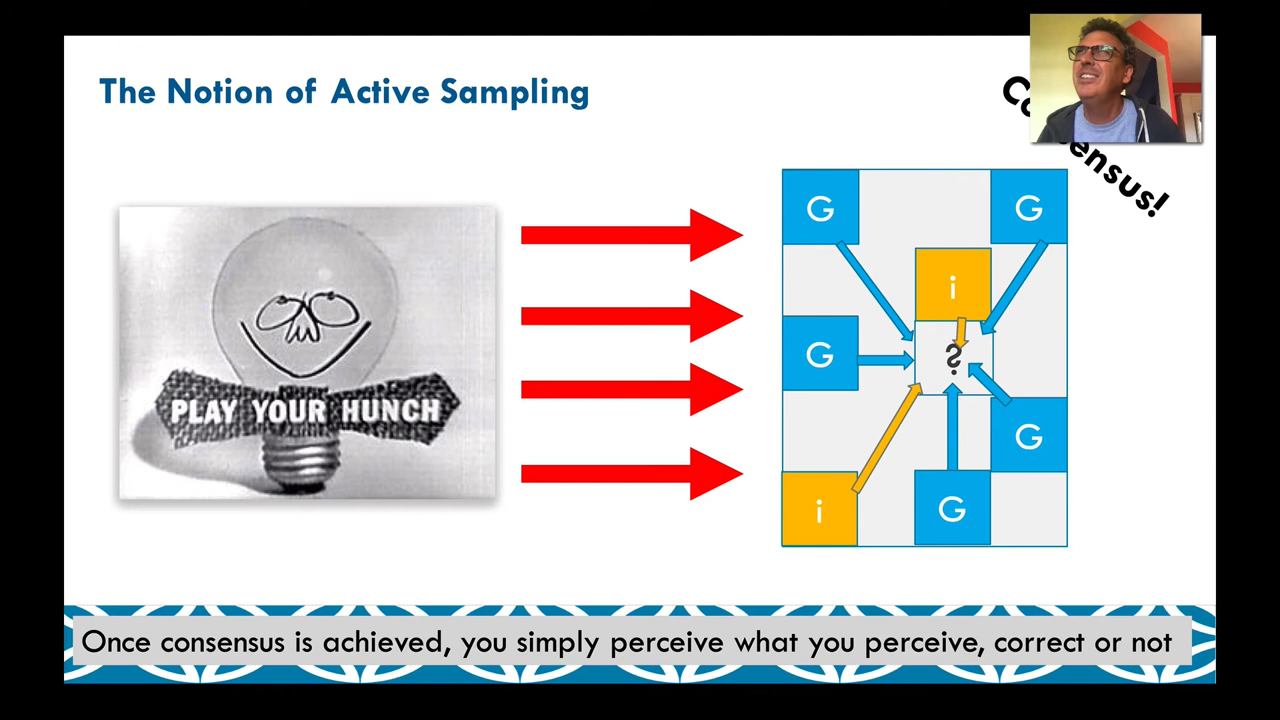 The Notion of Active Sampling
ensus!
G
G
i
G
?
G
i
G
PLAY YOUR HUNCH
Once consensus is achieved, you simply perceive what you perceive, correct or not